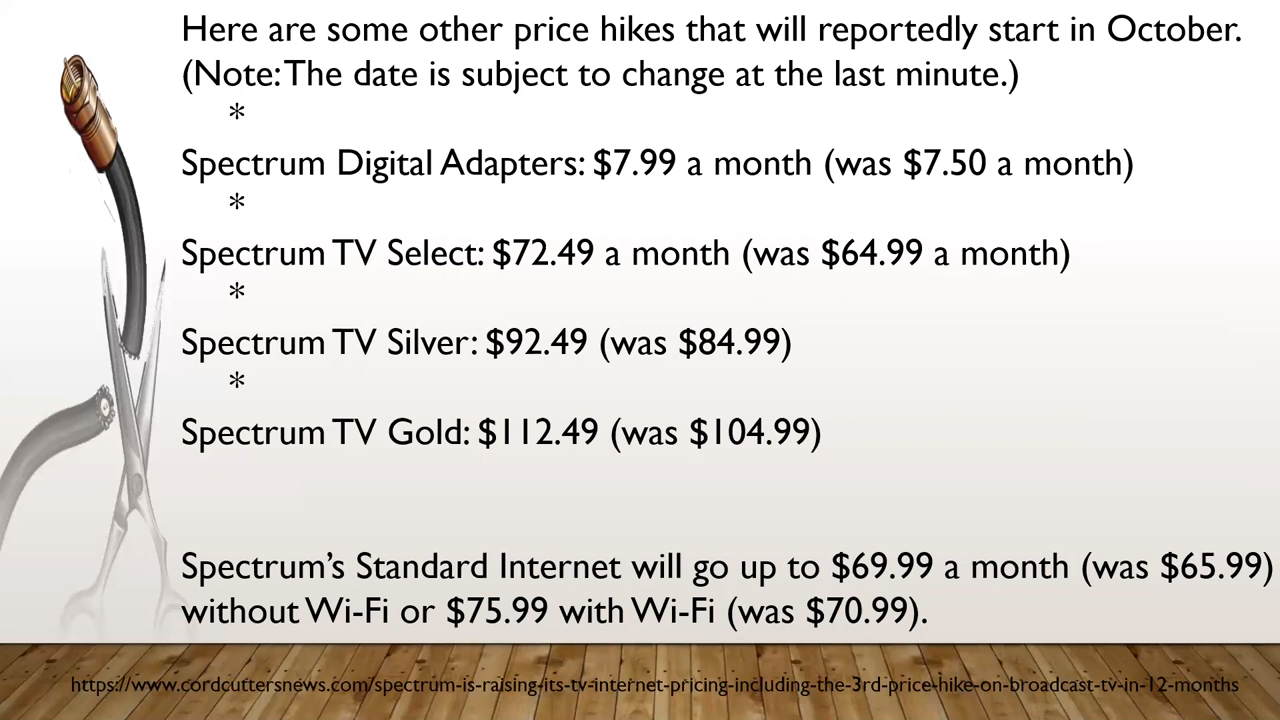 Here are some other price hikes that will reportedly start in October.
(Note: The date is subject to change at the last minute.)
*
Spectrum Digital Adapters: $7.99 a month (was $7.50 a month)
*
Spectrum TV Select: $72.49 a month (was $64.99 a month)
*
Spectrum TV Silver: $92.49 (was $84.99)
*
Spectrum TV Gold: $112.49 (was $104.99)
Spectrum’s Standard Internet will go up to $69.99 a month (was $65.99)
without Wi-Fi or $75.99 with Wi-Fi (was $70.99).
https://www.cordcuttersnews.com/spectrum-is-raising-its-tv-internet-pricing-including-the-3rd-price-hike-on-broadcast-tv-in-12-months